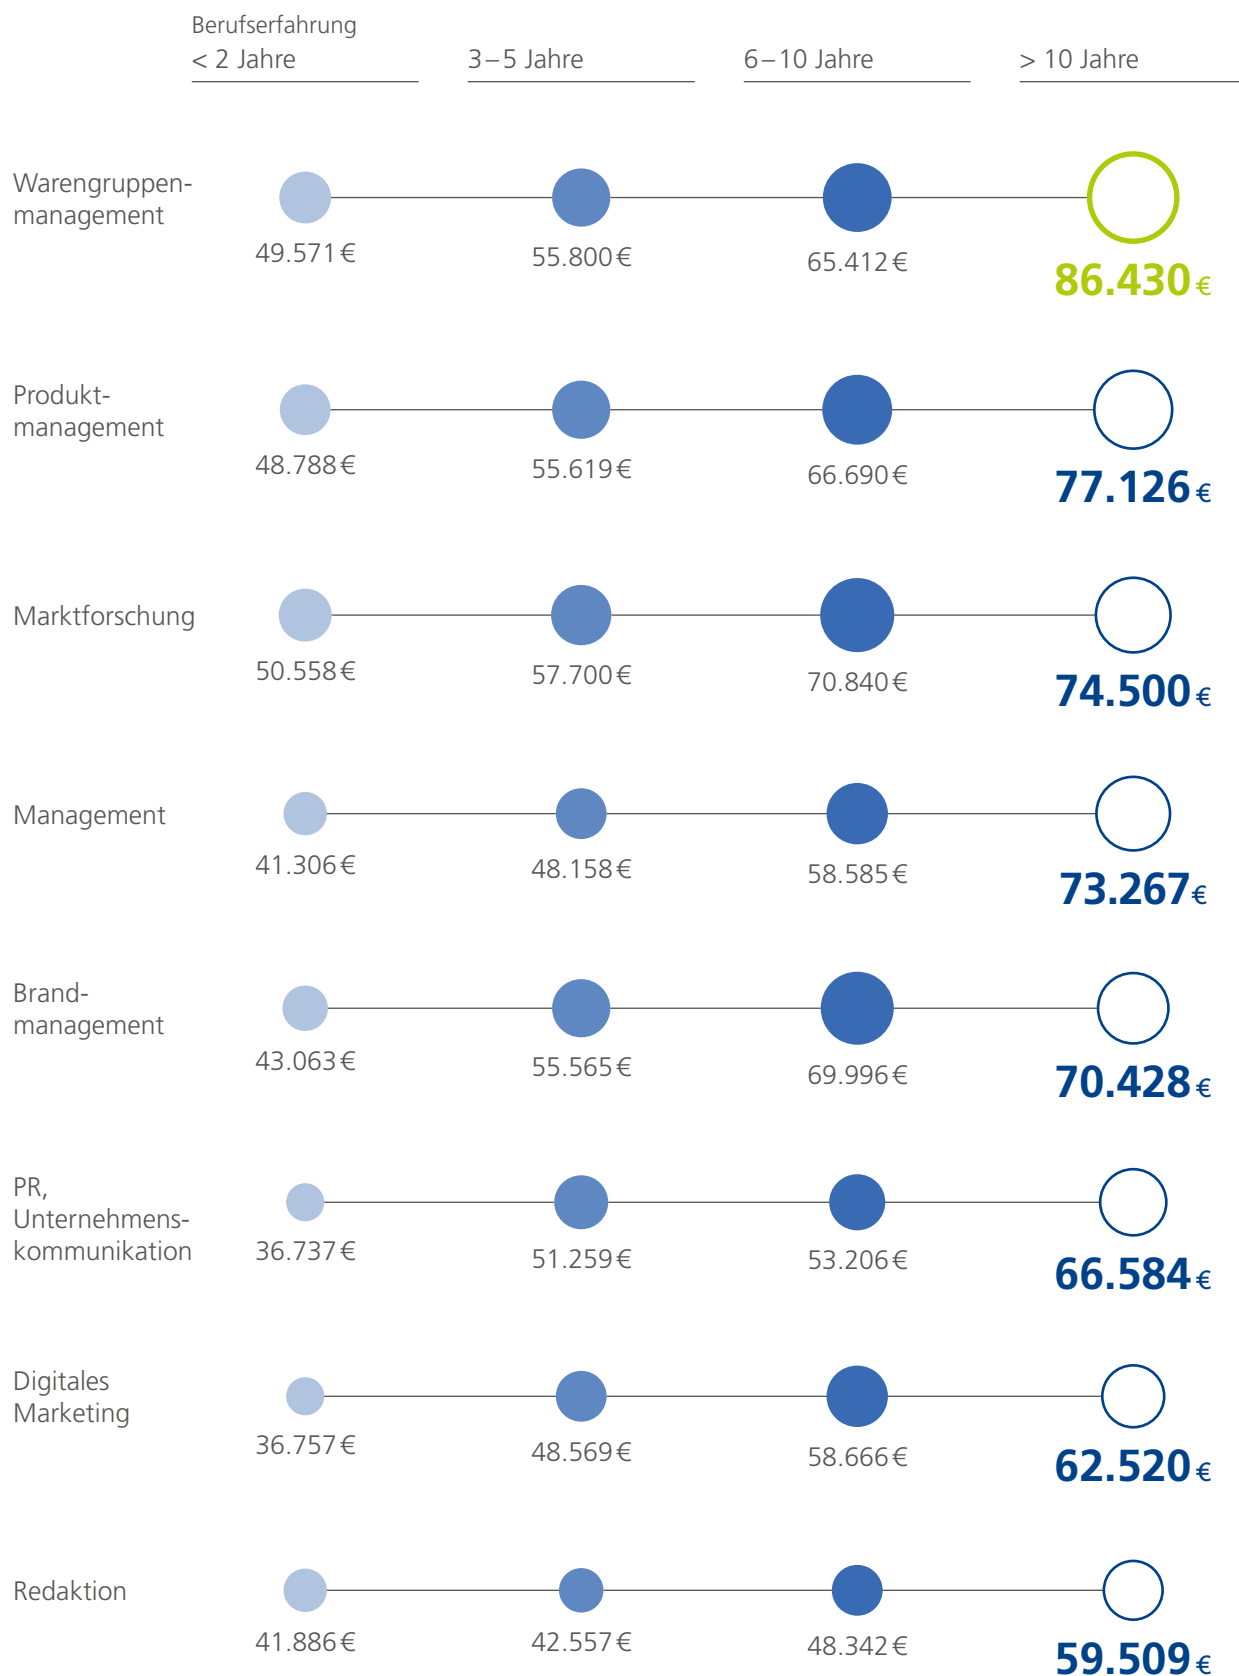 Berufserfahrung
< 2 Jahre 3–5 Jahre 6–10 Jahre > 10 Jahre
Warengruppen-
management
49.571 € 55.800 € 65.412 € 86.430 €
Produkt-
management
48.788 € 55.619 € 66.690 € 77.126 €
Marktforschung
50.558 € 57.700 € 70.840 € 74.500 €
Management
41.306 € 48.158 € 58.585 € 73.267 €
Brand-
management
43.063 € 55.565 € 69.996 € 70.428 €
PR,
Unternehmens-
kommunikation
36.737 € 51.259 € 53.206 € 66.584 €
Digitales
Marketing
36.757 € 48.569 € 58.666 € 62.520 €
Redaktion
41.886 € 42.557 € 48.342 € 59.509 €